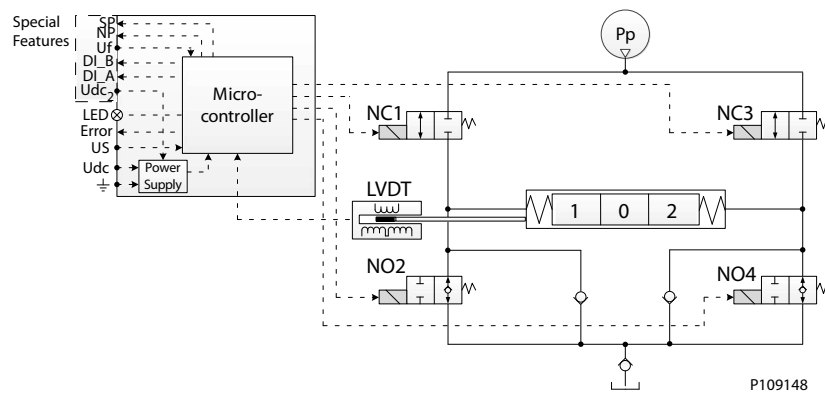 Special
Features
SP
NP
Uf
DI_B
DI_A
Udc2
LED
Error
US
Udc
Micro-
controller
Power
Supply
Pp
NC1
NC3
LVDT
1 0 2
NO2
NO4
P109148